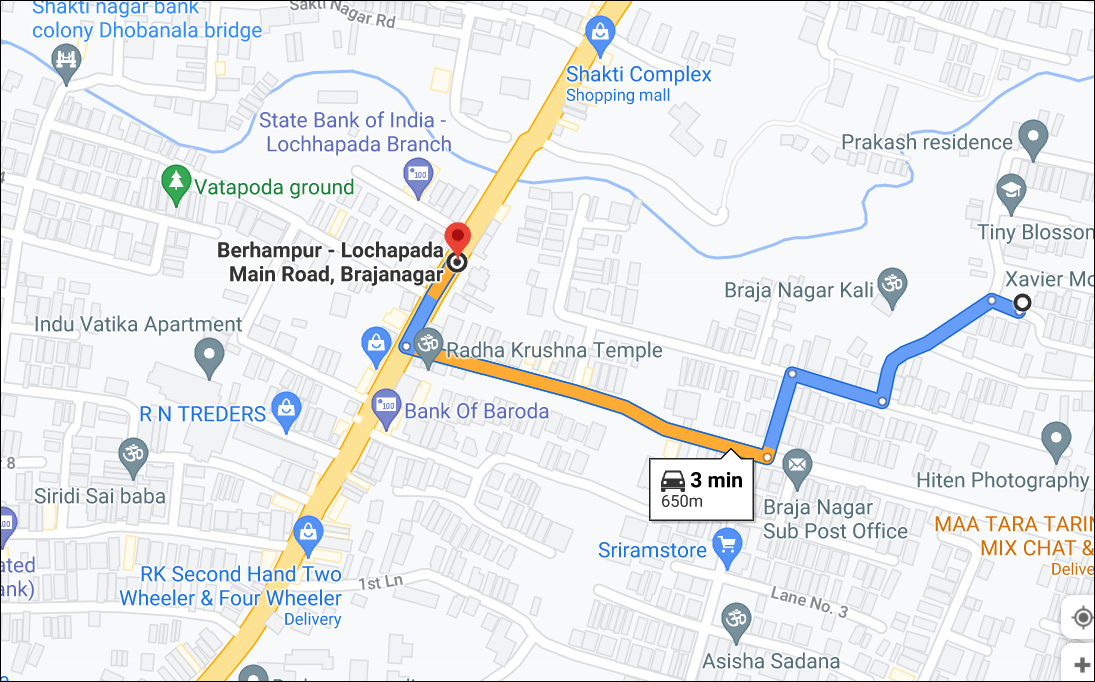 Shakti nagar bank
colony Dhobanala bridge
Sakti Nagar Rd
Shakti Complex
Shopping mall
State Bank of India -
Lochhapada Branch
100
Prakash residence
Vatapoda ground
Tiny Blosson
Berhampur - Lochapada
Main Road, Brajanagar
Xavier Mo
Braja Nagar Kali
ॐ
Indu Vatika Apartment
ॐ
Radha Krushna Temple
R N TREDERS
100
Bank Of Baroda
ॐ
Siridi Sai baba
8
3 min
650m
Hiten Photography
Braja Nagar
Sub Post Office
MAA TARA TARIN
MIX CHAT &
Delive
Sriramstore
ated
ank)
RK Second Hand Two
Wheeler & Four Wheeler
Delivery
1st Ln
Lane No. 3
ॐ
Asisha Sadana